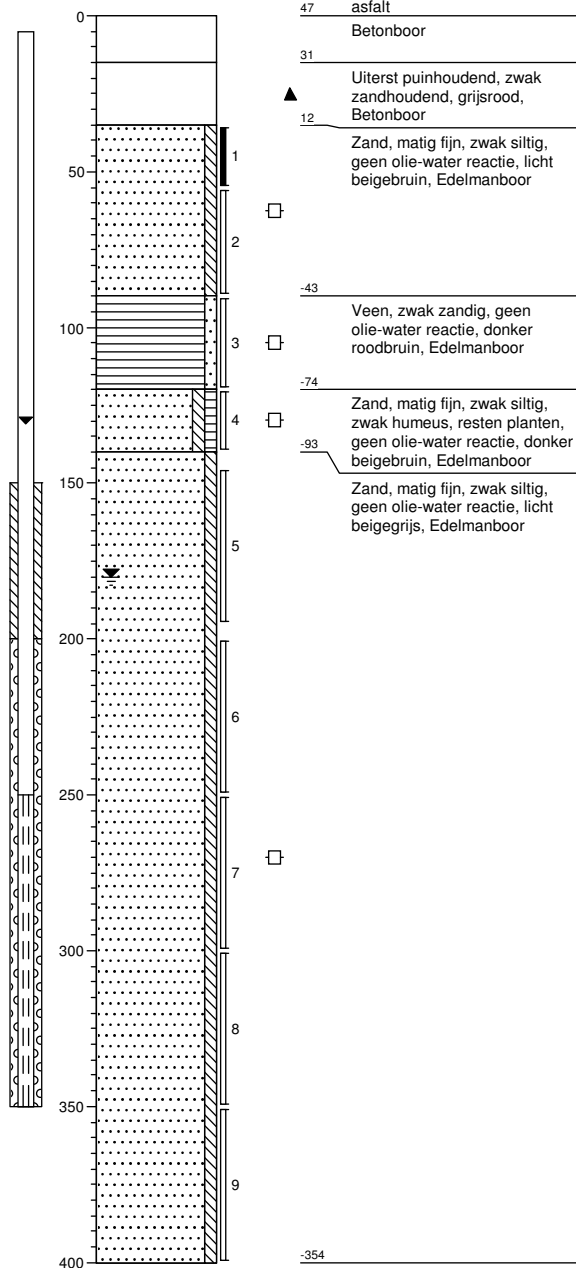 0
50
100
150
200
250
300
350
400
1
2
3
4
5
6
7
8
9
47 asfalt
Betonboor
31
Uiterst puinhoudend, zwak
zandhoudend, grijsrood,
Betonboor
12
Zand, matig fijn, zwak siltig,
geen olie-water reactie, licht
beigebruin, Edelmanboor
-43
Veen, zwak zandig, geen
olie-water reactie, donker
roodbruin, Edelmanboor
-74
Zand, matig fijn, zwak siltig,
zwak humeus, resten planten,
geen olie-water reactie, donker
beigebruin, Edelmanboor
-93
Zand, matig fijn, zwak siltig,
geen olie-water reactie, licht
beigegrijs, Edelmanboor
-354